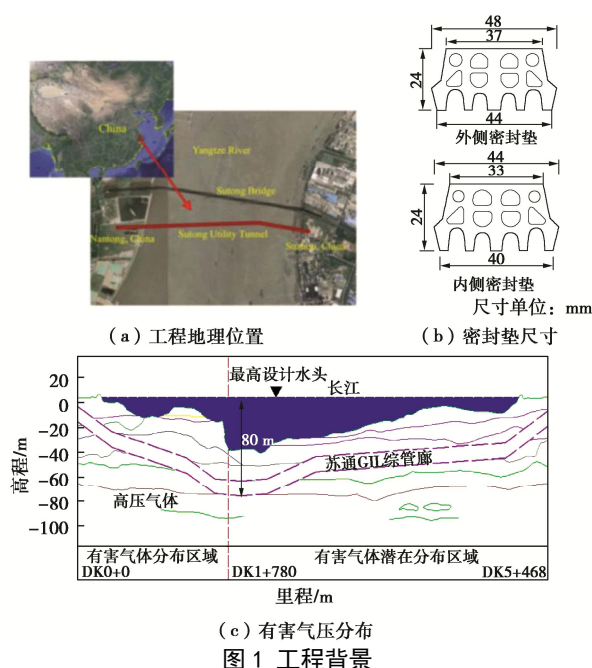 China
Yangtze River
Sutong Bridge
Nantong, China
Sutong Utility Tunnel
(a)工程地理位置
48
37
24
44
外侧密封垫
44
33
24
40
内侧密封垫
尺寸单位:mm
(b)密封垫尺寸
最高设计水头
长江
20
0
-20
-40
-60
-80
-100
高程/m
80 m
苏通GIL综管廊
高压气体
有害气体分布区域
有害气体潜在分布区域
DK0+0
DK1+780
DK5+468
里程/m
(c)有害气压分布
图1 工程背景